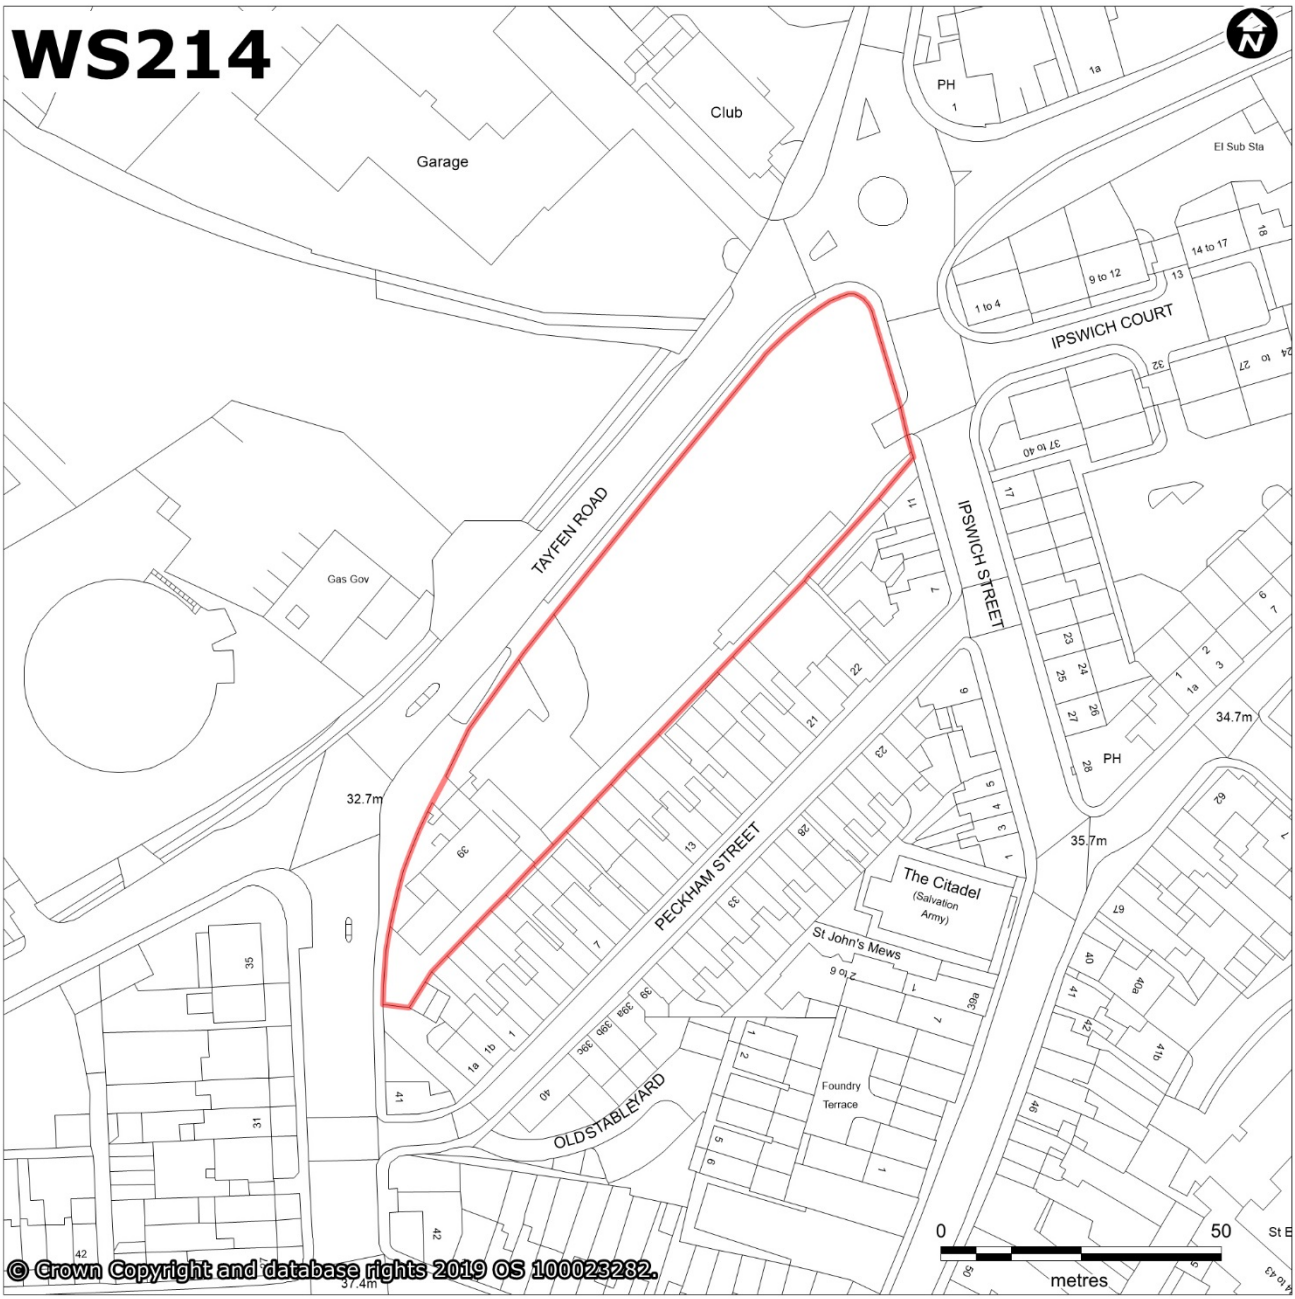 WS214
N
PH
1
1a
Club
El Sub Sta
Garage
18
14 to 17
13
9 to 12
1 to 4
IPSWICH COURT
32
24 to 27
37 to 40
17
11
TAYFEN ROAD
IPSWICH STREET
Gas Gov
7
6
7
23
24
25
2
3
1
1a
22
21
26
27
9
34.7m
23
PH
28
5
4
3
1
32.7m
62
39
28
13
35.7m
PECKHAM STREET
33
The Citadel
(Salvation
Army)
67
7
St John's Mews
2 to 6
1
40
40a
39a
35
39
39a
39b
39c
41
42
41b
7
1
1b
1a
1
2
40
41
Foundry
Terrace
OLD STABLE YARD
46
31
5
6
1
0
50
metres
42
42
St E
50
37.4m
© Crown Copyright and database rights 2019 OS 100023282.